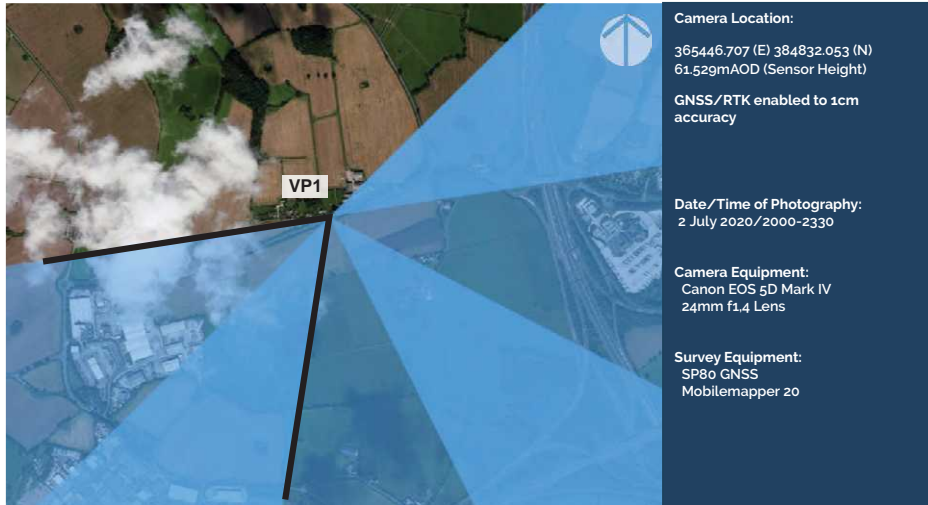 VP1
Camera Location:
365446.707 (E) 384832.053 (N)
61.529mAOD (Sensor Height)
GNSS/RTK enabled to 1cm
accuracy
Date/Time of Photography:
2 July 2020/2000-2330
Camera Equipment:
Canon EOS 5D Mark IV
24mm f1,4 Lens
Survey Equipment:
SP80 GNSS
Mobilemapper 20